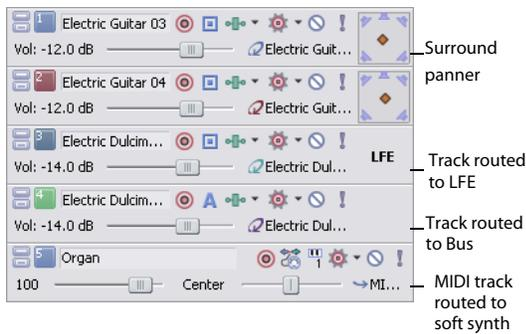 1 Electric Guitar 03
Vol: -12.0 dB Electric Guit...
Surround
panner
2 Electric Guitar 04
Vol: -12.0 dB Electric Guit...
3 Electric Dulcim...
Vol: -14.0 dB Electric Dul...
LFE
Track routed
to LFE
4 Electric Dulcim... A
Vol: -14.0 dB Electric Dul...
Track routed
to Bus
5 Organ 1
100 Center MI...
MIDI track
routed to
soft synth